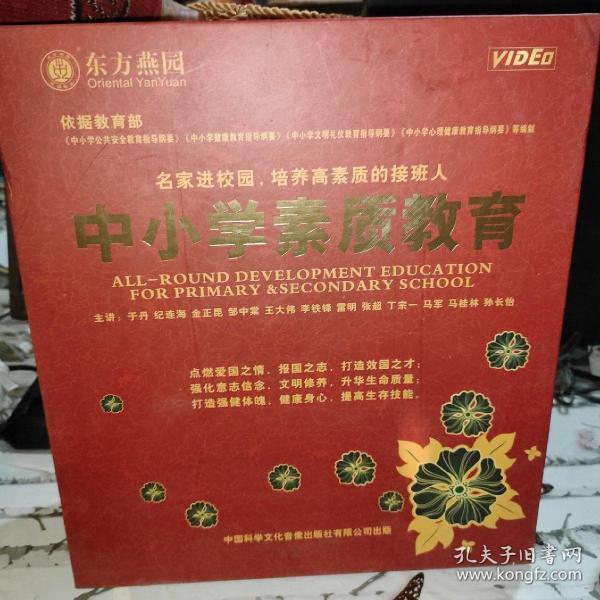 东方燕园
Oriental YanYuan
VIDEO
依据教育部
《中小学公共安全教育指导纲要》《中小学健康教育指导纲要》《中小学文明礼仪教育指导纲要》《中小学心理健康教育指导纲要》等编制
名家进校园，培养高素质的接班人
中小学素质教育
ALL-ROUND DEVELOPMENT EDUCATION
FOR PRIMARY &SECONDARY SCHOOL
主讲：于丹 纪连海 金正昆 邹中棠 王大伟 李铁锋 雷明 张超 丁宗一 马军 马桂林 孙长怡
点燃爱国之情、报国之志，打造效国之才；
强化意志信念、文明修养，升华生命质量；
打造强健体魄、健康身心，提高生存技能。
中国科学文化音像出版社有限公司出版
孔夫子旧书网
www.kongfz.com